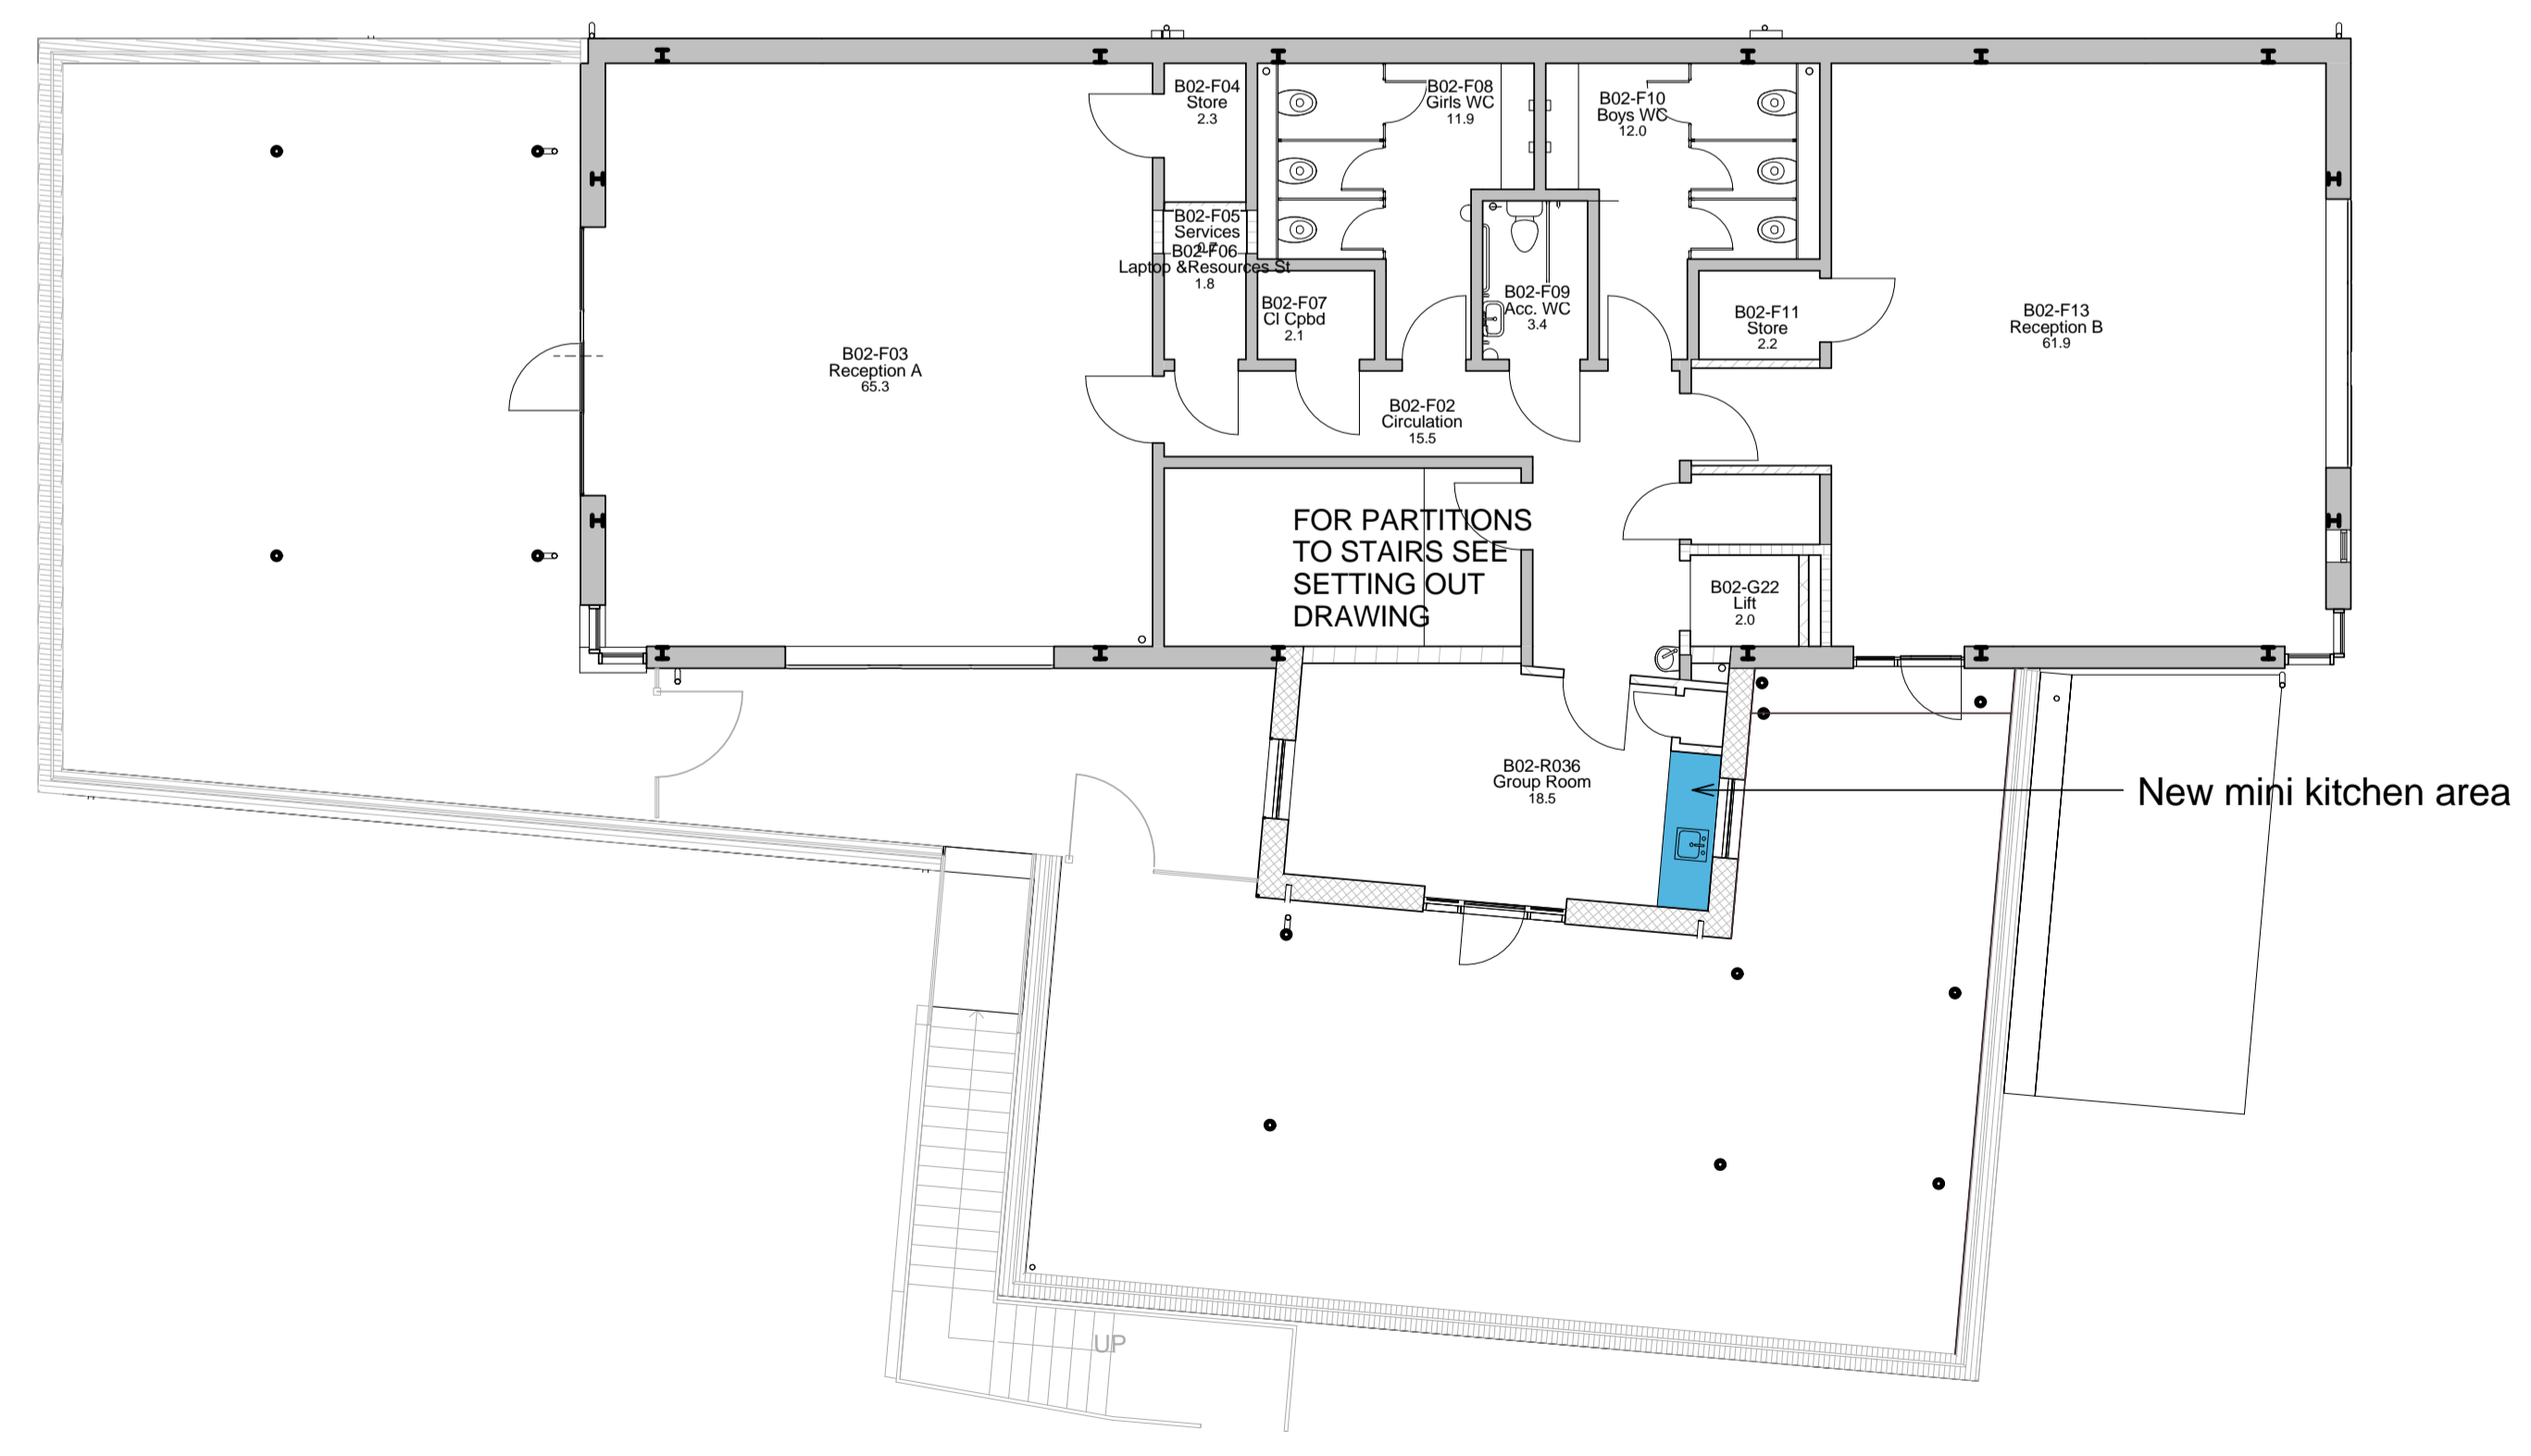 B02-F04
Store
2.3
B02-F08
Girls WC
11.9
B02-F10
Boys WC
12.0
B02-F05
Services
0.7
B02-F06
Laptop &Resources St
1.8
B02-F07
Cl Cpbd
2.1
B02-F09
Acc. WC
3.4
B02-F11
Store
2.2
B02-F13
Reception B
61.9
B02-F03
Reception A
65.3
B02-F02
Circulation
15.5
FOR PARTITIONS
TO STAIRS SEE
SETTING OUT
DRAWING
B02-G22
Lift
2.0
B02-R036
Group Room
18.5
New mini kitchen area
UP